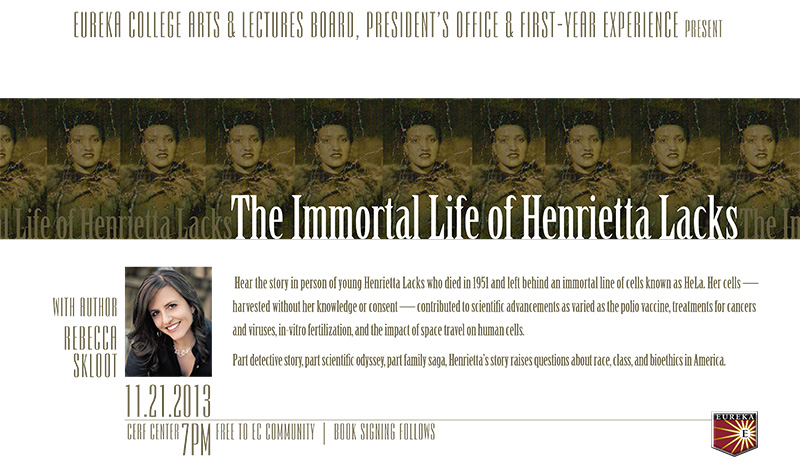 EUREKA COLLEGE ARTS & LECTURES BOARD, PRESIDENT'S OFFICE & FIRST-YEAR EXPERIENCE PRESENT
l Life of Henrietta Lacks The Immortal Life of Henrietta Lacks The Im
WITH AUTHOR
REBECCA
SKLOOT
Hear the story in person of young Henrietta Lacks who died in 1951 and left behind an immortal line of cells known as HeLa. Her cells —
harvested without her knowledge or consent — contributed to scientific advancements as varied as the polio vaccine, treatments for cancers
and viruses, in-vitro fertilization, and the impact of space travel on human cells.
Part detective story, part scientific odyssey, part family saga, Henrietta's story raises questions about race, class, and bioethics in America.
11.21.2013
CERF CENTER 7PM FREE TO EC COMMUNITY | BOOK SIGNING FOLLOWS
EUREKA
E